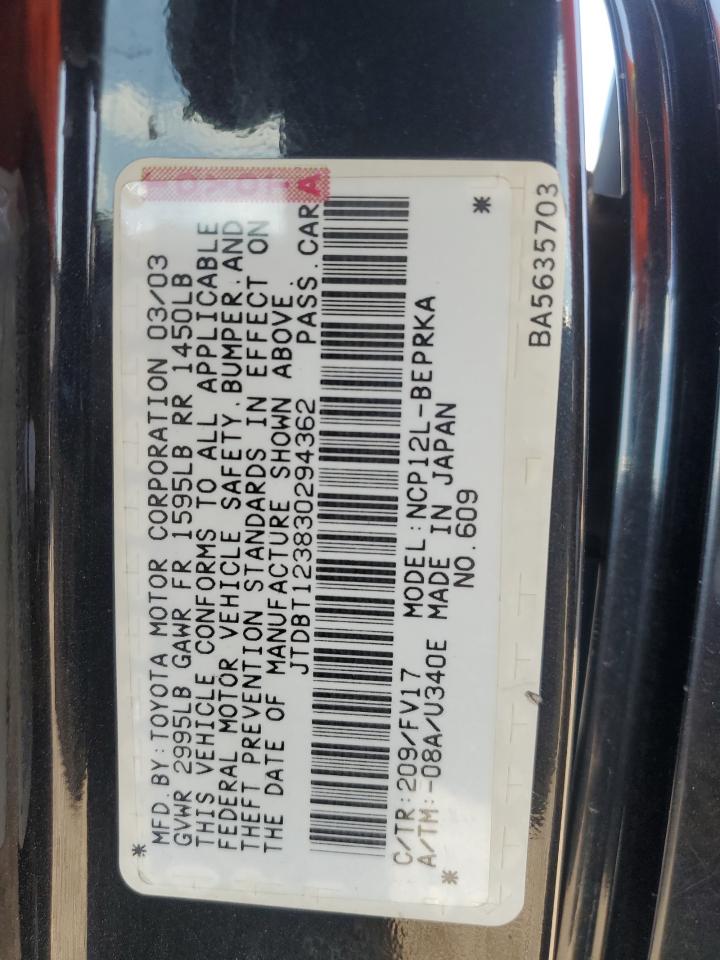 *
MFD.BY:TOYOTA MOTOR CORPORATION 03/03
GVWR 2995LB GAWR FR 1595LB RR 1450LB
THIS VEHICLE CONFORMS TO ALL APPLICABLE
FEDERAL MOTOR VEHICLE SAFETY.BUMPER.AND
THEFT PREVENTION STANDARDS IN EFFECT ON
THE DATE OF MANUFACTURE SHOWN ABOVE.
JTDBT123830294362 PASS.CAR
C/TR:209/FV17 MODEL:NCP12L-BEPRKA
A/TM:-08A/U340E MADE IN JAPAN
* NO.609 *
BA5635703
A